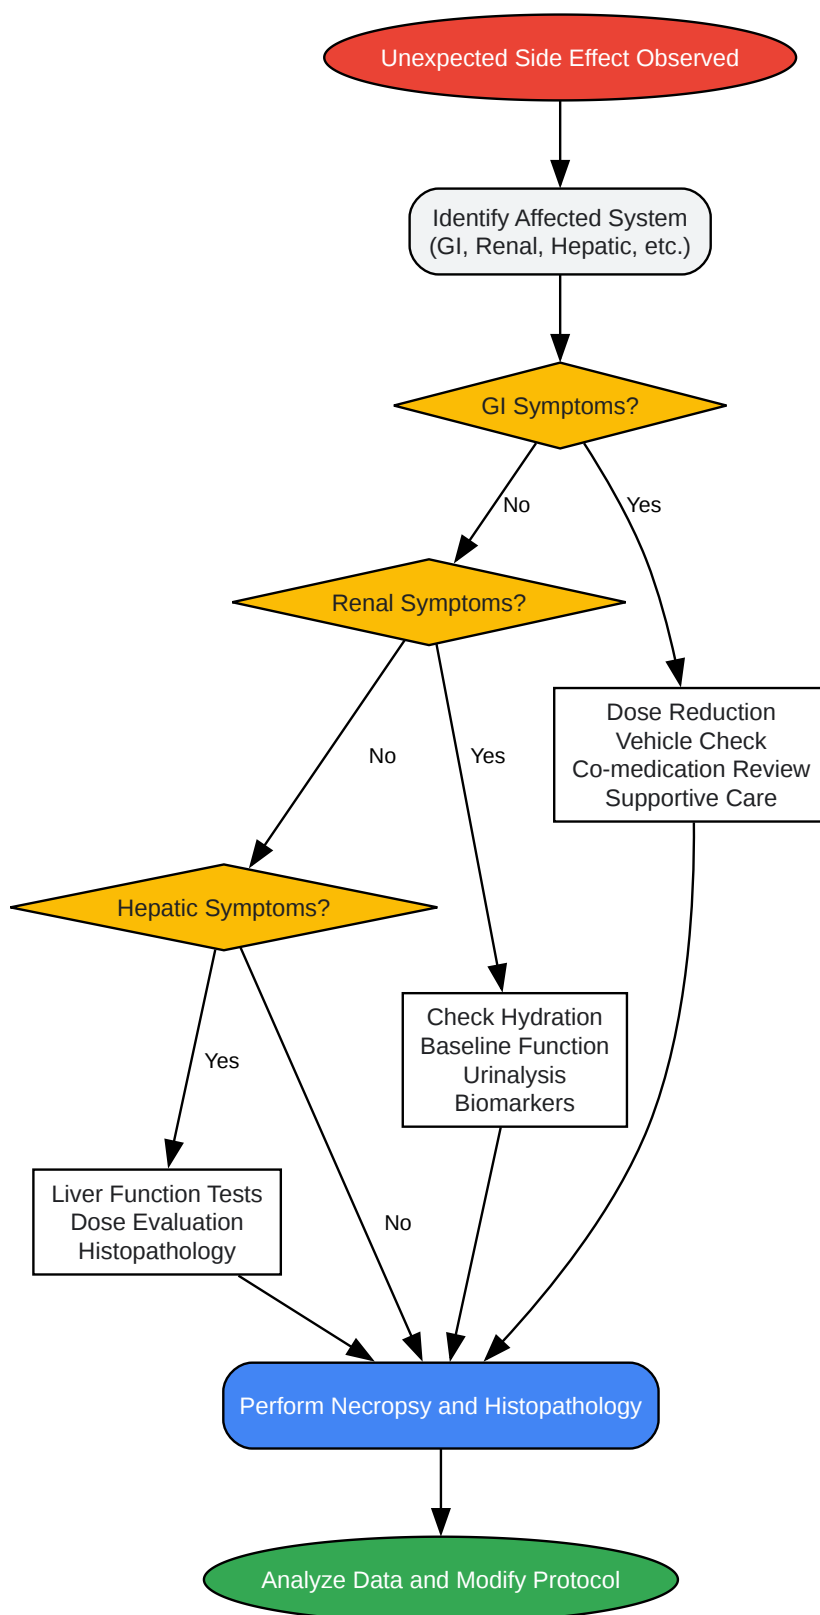 Unexpected Side Effect Observed
Identify Affected System
(GI, Renal, Hepatic, etc.)
GI Symptoms?
No
Yes
Renal Symptoms?
Dose Reduction
Vehicle Check
Co-medication Review
Supportive Care
No
Yes
Hepatic Symptoms?
Check Hydration
Baseline Function
Urinalysis
Biomarkers
Yes
Liver Function Tests
Dose Evaluation
Histopathology
No
Perform Necropsy and Histopathology
Analyze Data and Modify Protocol